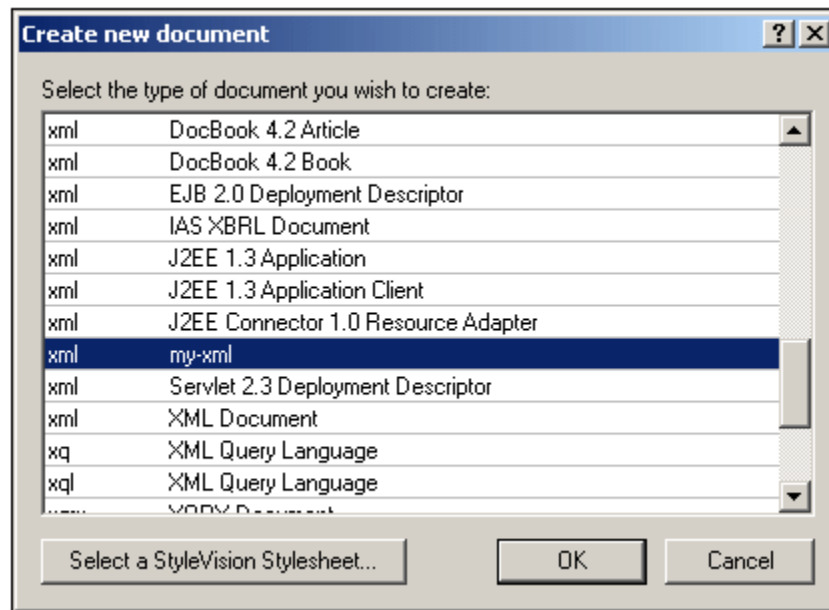 Create new document
Select the type of document you wish to create:
xml DocBook 4.2 Article
xml DocBook 4.2 Book
xml EJB 2.0 Deployment Descriptor
xml IAS XBRL Document
xml J2EE 1.3 Application
xml J2EE 1.3 Application Client
xml J2EE Connector 1.0 Resource Adapter
xml my-xml
xml Servlet 2.3 Deployment Descriptor
xml XML Document
xq XML Query Language
xql XML Query Language
Document
Select a StyleVision Stylesheet... OK Cancel